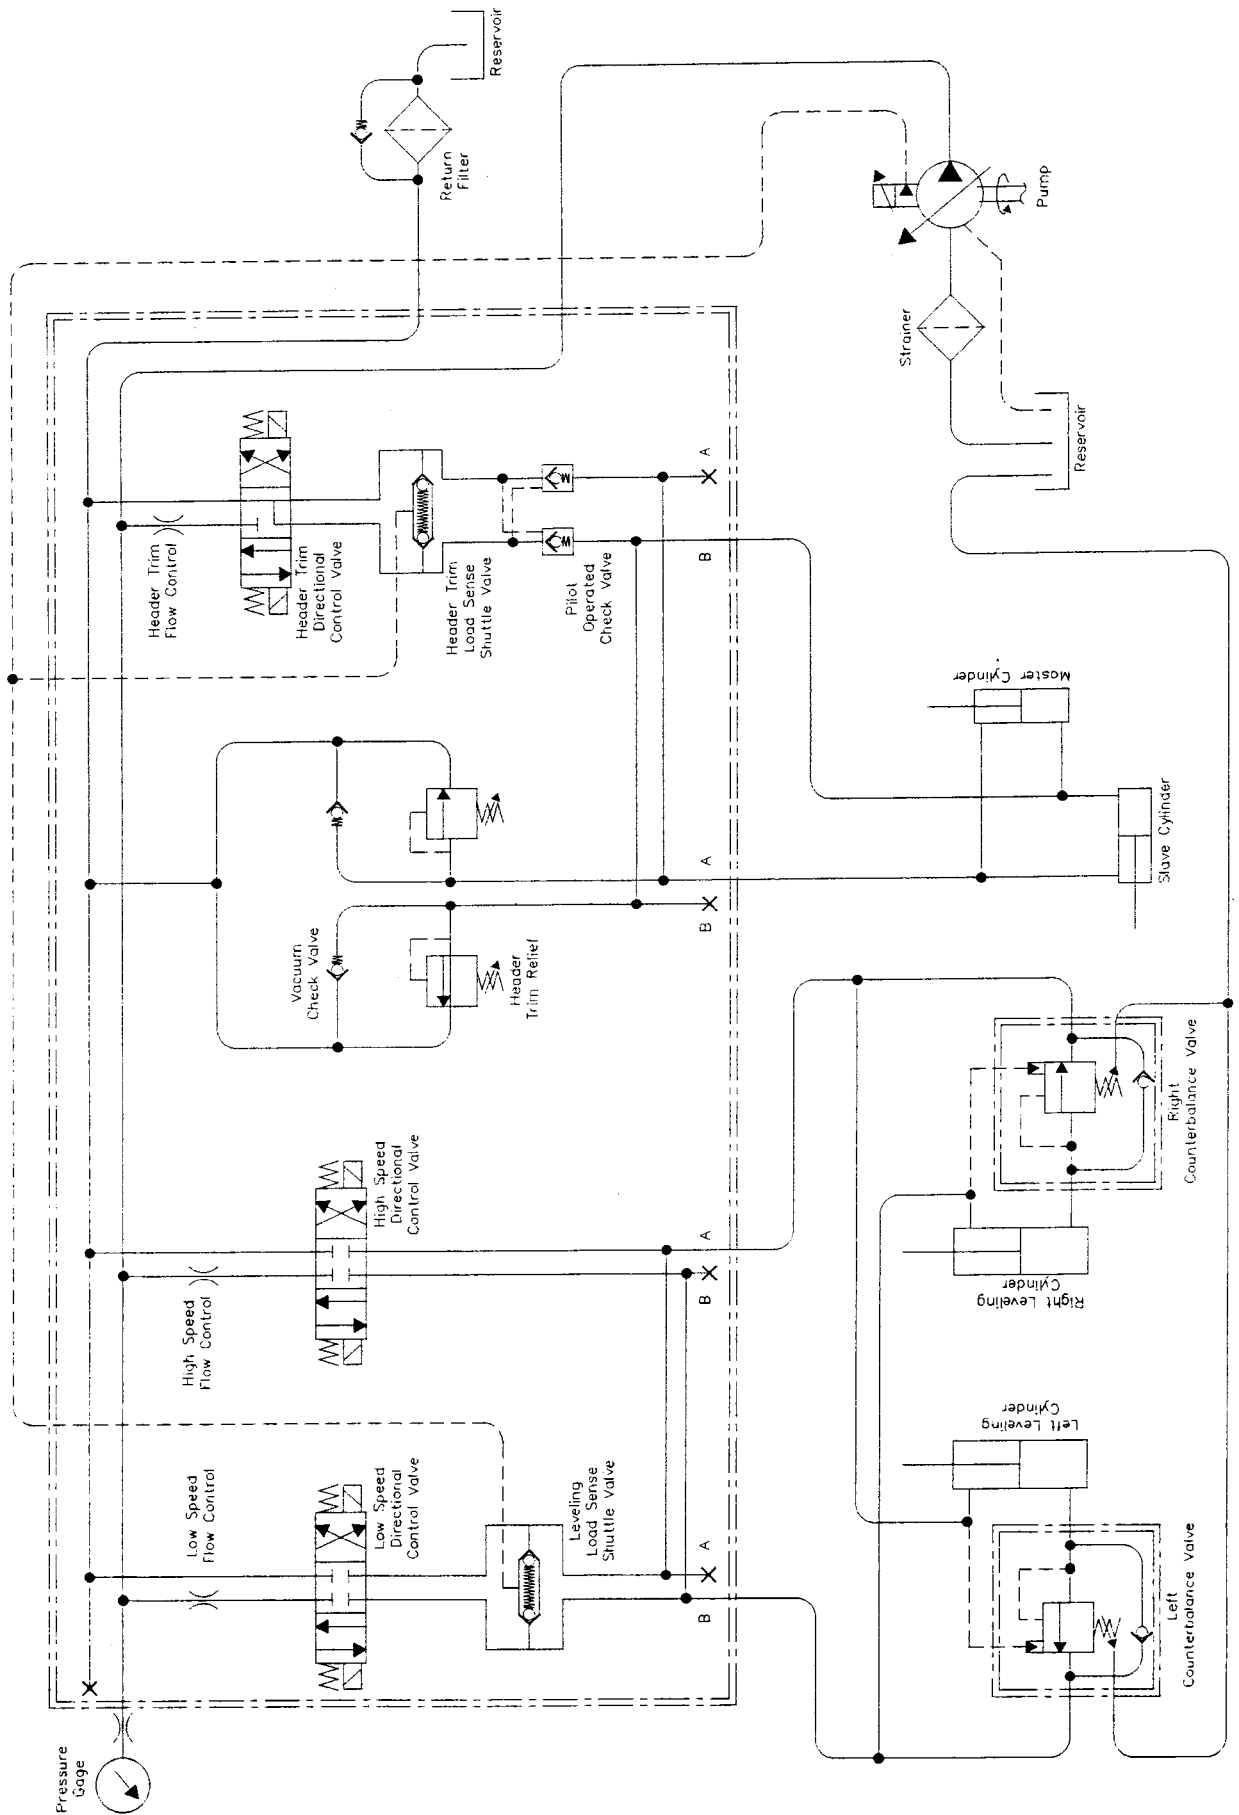 Pressure
Gage
Low Speed
Flow Control
Low Speed
Directional
Control Valve
Leveling
Load Sense
Shuttle Valve
B
A
High Speed
Flow Control
High Speed
Directional
Control Valve
B
A
Vacuum
Check Valve
Header
Trim Relief
B
A
Header Trim
Flow Control
Header Trim
Directional
Control Valve
Header Trim
Load Sense
Shuttle Valve
Pilot
Operated
Check Valve
B
A
Return
Filter
Reservoir
Pump
Strainer
Reservoir
Master Cylinder
Slave Cylinder
Right Leveling
Cylinder
Right
Counterbalance Valve
Left Leveling
Cylinder
Left
Counterbalance Valve